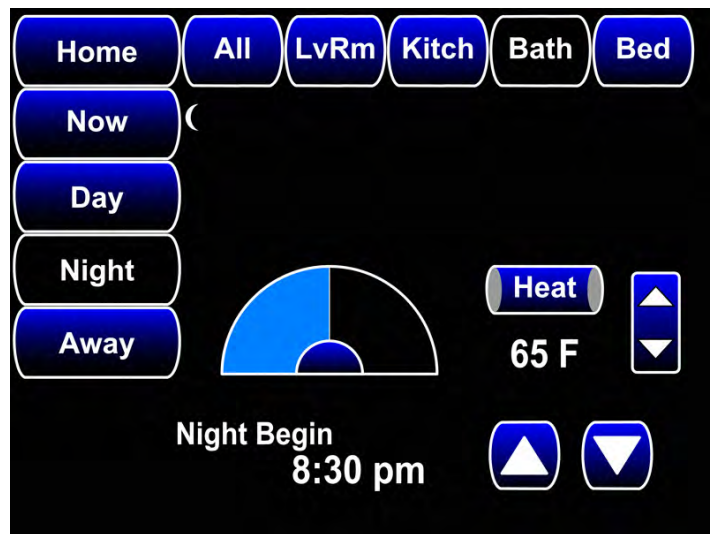 Home All LvRm Kitch Bath Bed
Now
Day
Night
Heat
Away
65 F
Night Begin
8:30 pm